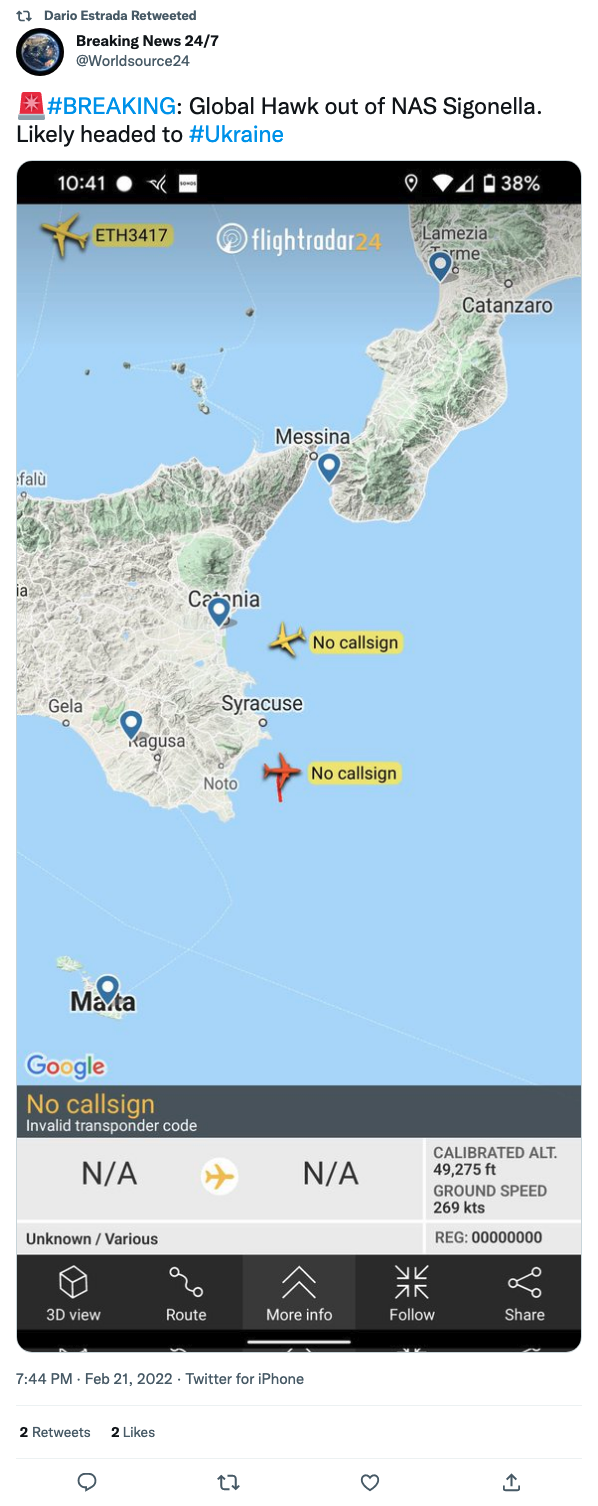 Dario Estrada Retweeted
Breaking News 24/7
@Worldsource24
🚨#BREAKING: Global Hawk out of NAS Sigonella.
Likely headed to #Ukraine
10:41
SONOS
38%
ETH3417
flightradar24
Lamezia
Terme
Catanzaro
Messina
efalù
ia
Catania
No callsign
Gela
Syracuse
Ragusa
Noto
No callsign
Malta
Google
No callsign
Invalid transponder code
N/A
N/A
CALIBRATED ALT.
49,275 ft
GROUND SPEED
269 kts
Unknown / Various
REG: 00000000
3D view
Route
More info
Follow
Share
7:44 PM · Feb 21, 2022 · Twitter for iPhone
2 Retweets 2 Likes